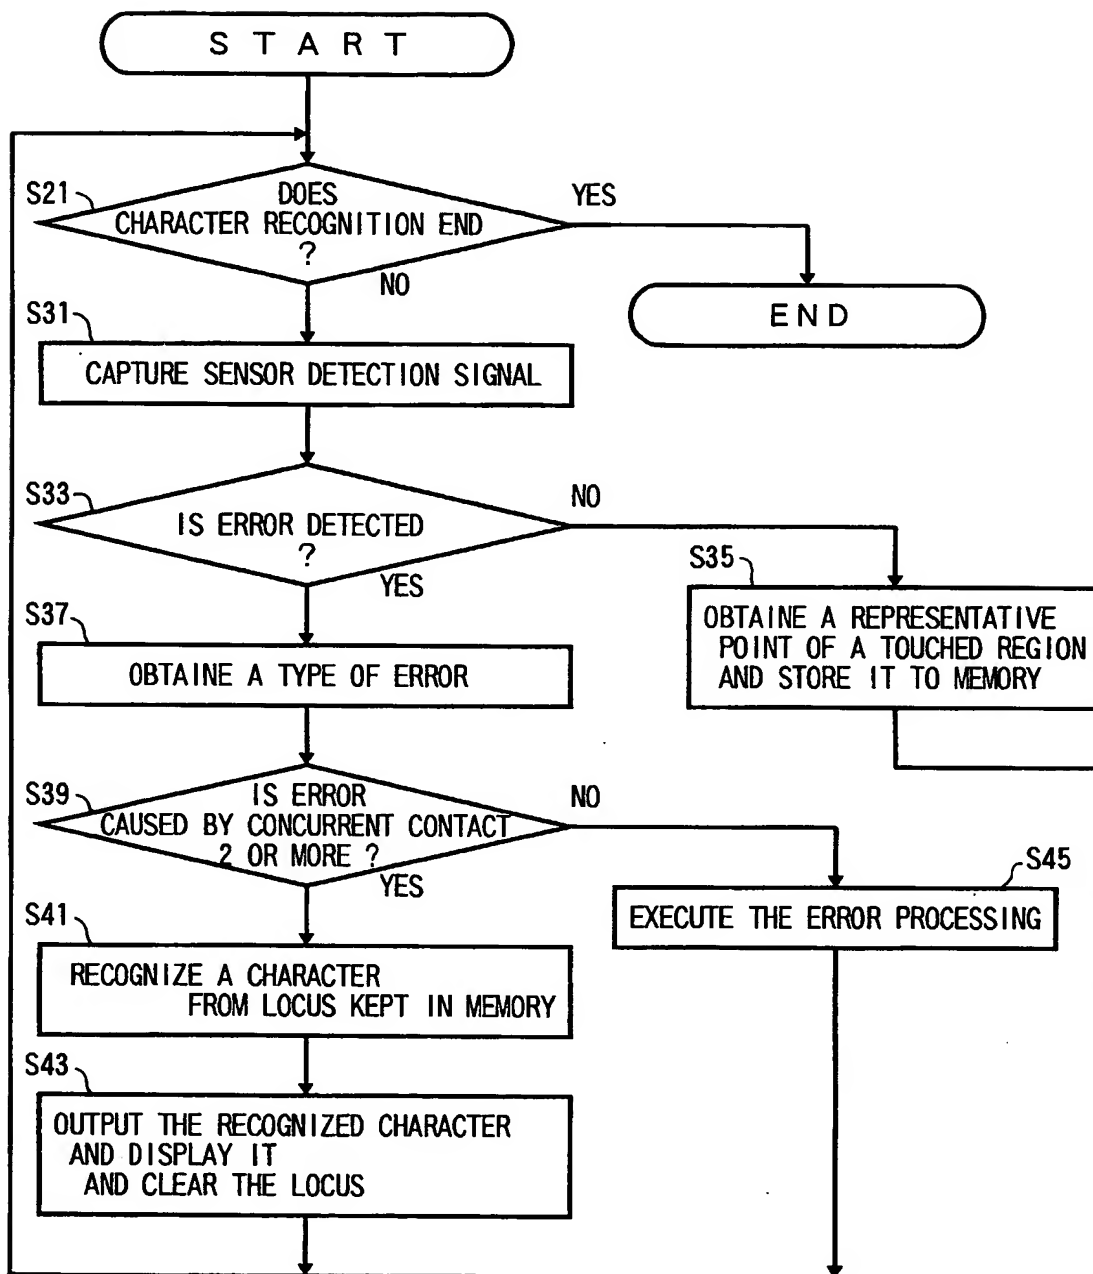 START
S21
DOES
CHARACTER RECOGNITION END
?
YES
NO
END
S31
CAPTURE SENSOR DETECTION SIGNAL
S33
IS ERROR DETECTED
?
NO
YES
S35
OBTAINE A REPRESENTATIVE
POINT OF A TOUCHED REGION
AND STORE IT TO MEMORY
S37
OBTAINE A TYPE OF ERROR
S39
IS ERROR
CAUSED BY CONCURRENT CONTACT
2 OR MORE ?
NO
YES
S45
EXECUTE THE ERROR PROCESSING
S41
RECOGNIZE A CHARACTER
FROM LOCUS KEPT IN MEMORY
S43
OUTPUT THE RECOGNIZED CHARACTER
AND DISPLAY IT
AND CLEAR THE LOCUS